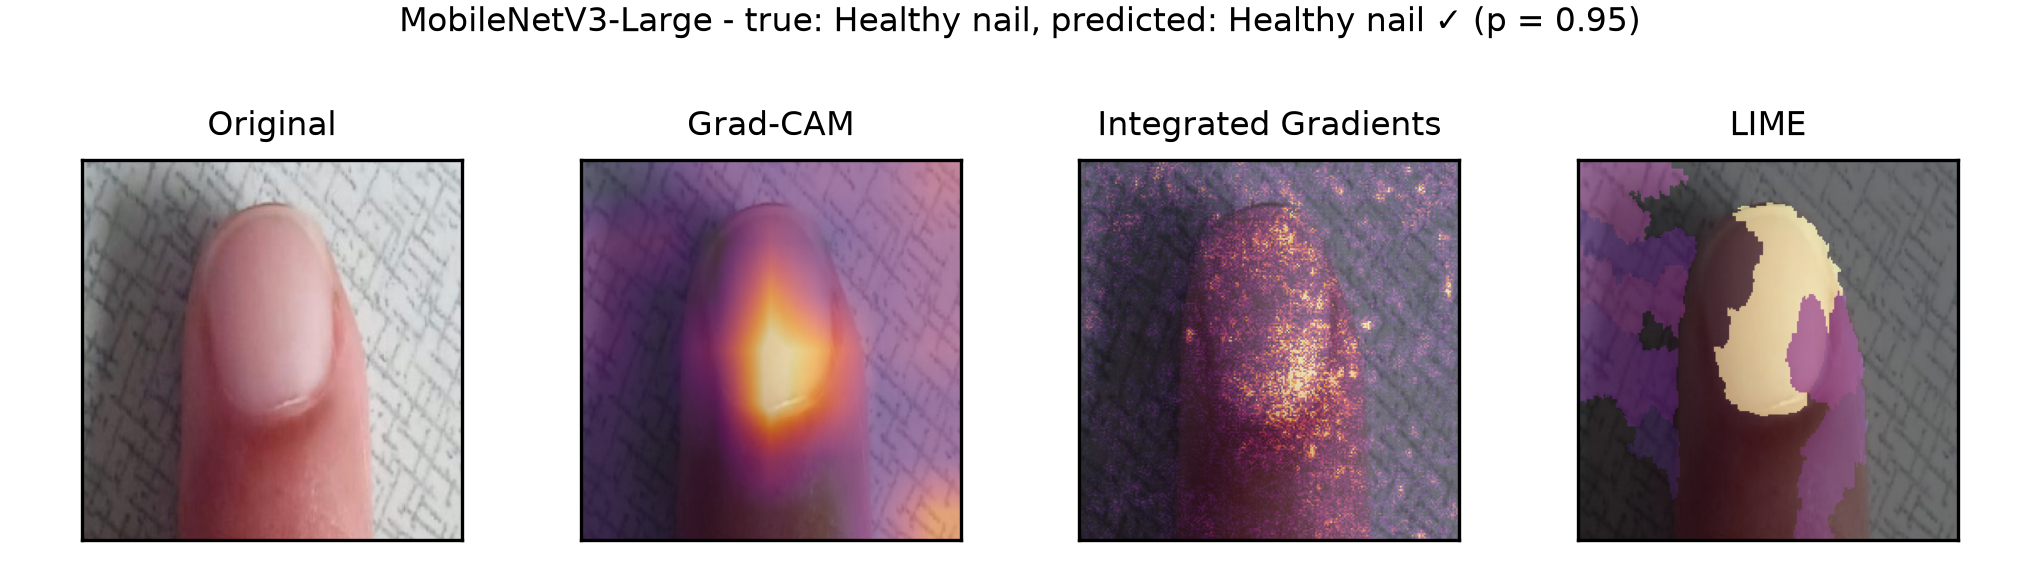 MobileNetV3-Large - true: Healthy nail, predicted: Healthy nail ✓ (p = 0.95)
Original
Grad-CAM
Integrated Gradients
LIME